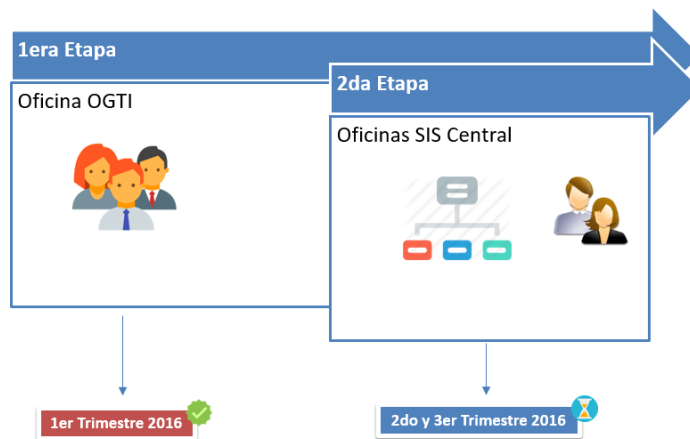 1era Etapa
Oficina OGTI
2da Etapa
Oficinas SIS Central
1er Trimestre 2016
2do y 3er Trimestre 2016